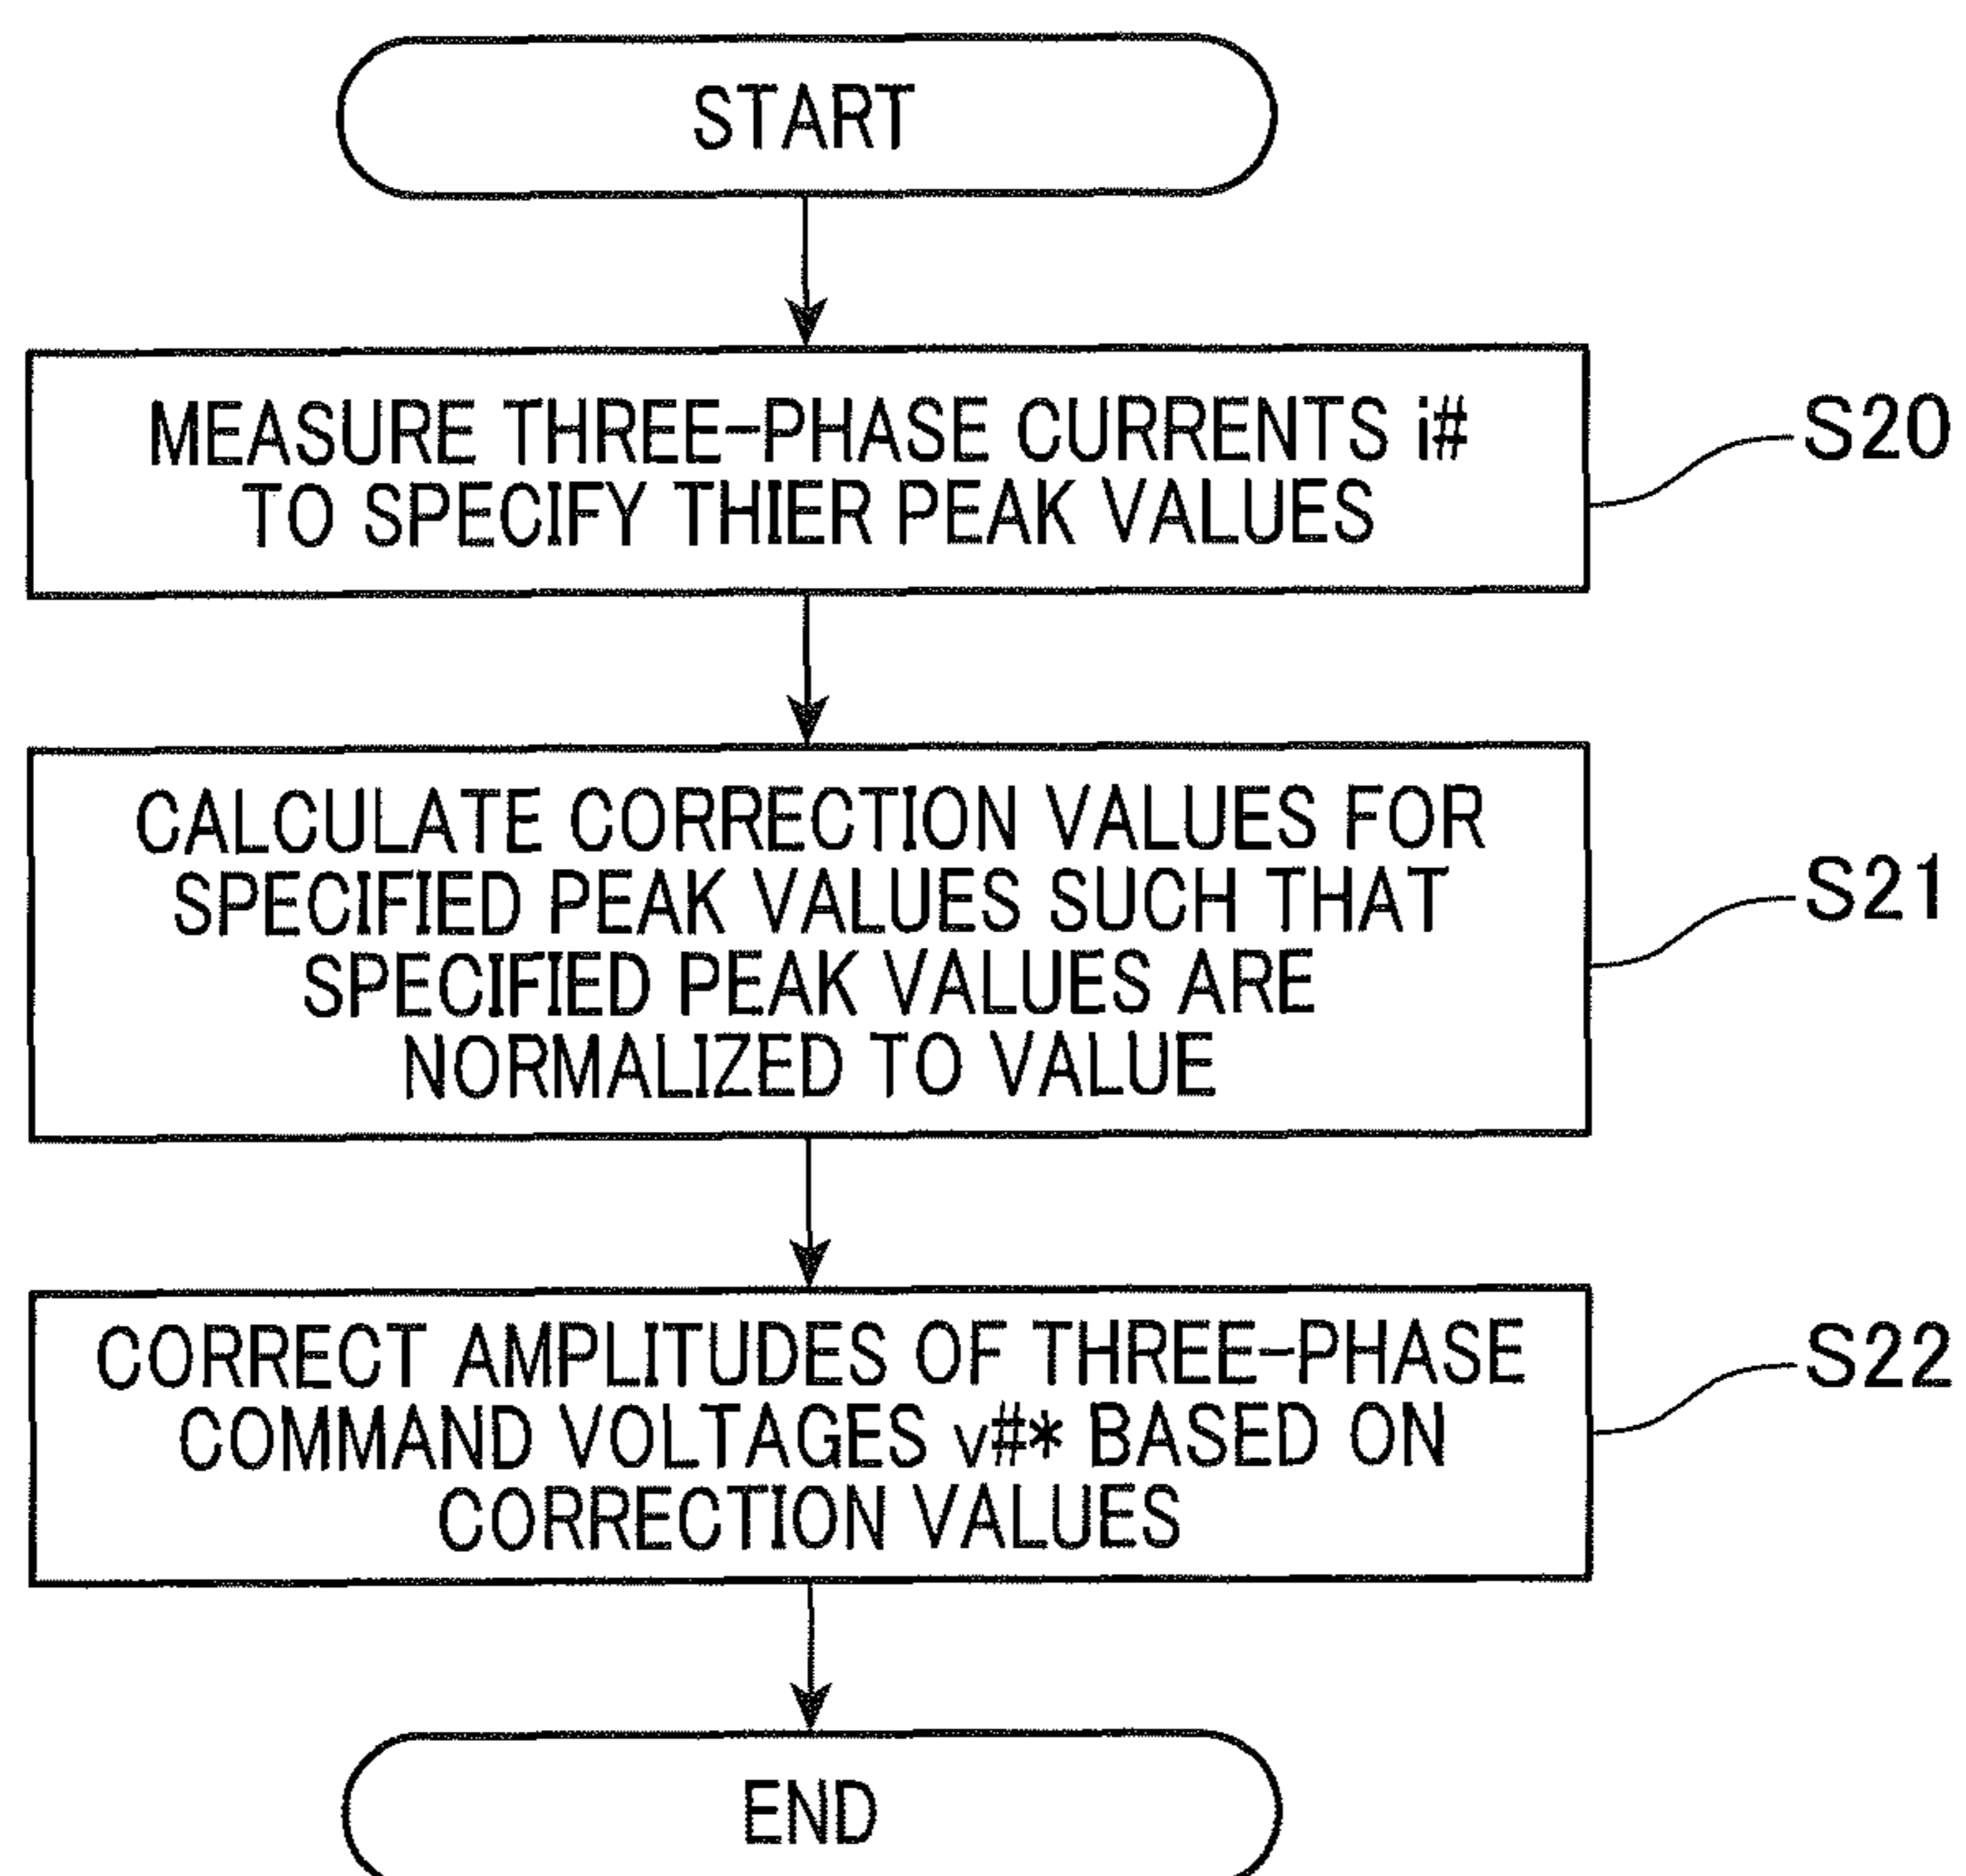 START
MEASURE THREE-PHASE CURRENTS i#
TO SPECIFY THIER PEAK VALUES
S20
CALCULATE CORRECTION VALUES FOR
SPECIFIED PEAK VALUES SUCH THAT
SPECIFIED PEAK VALUES ARE
NORMALIZED TO VALUE
S21
CORRECT AMPLITUDES OF THREE-PHASE
COMMAND VOLTAGES v#* BASED ON
CORRECTION VALUES
S22
END